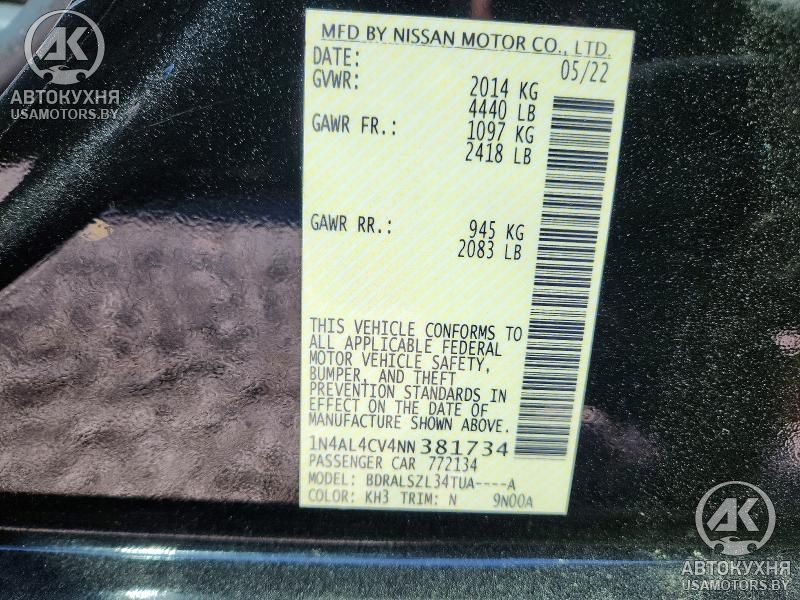 MFD BY NISSAN MOTOR CO., LTD.
DATE: 05/22
GVWR: 2014 KG
4440 LB
GAWR FR.: 1097 KG
2418 LB
GAWR RR.: 945 KG
2083 LB
THIS VEHICLE CONFORMS TO
ALL APPLICABLE FEDERAL
MOTOR VEHICLE SAFETY,
BUMPER, AND THEFT
PREVENTION STANDARDS IN
EFFECT ON THE DATE OF
MANUFACTURE SHOWN ABOVE.
1N4AL4CV4NN381734
PASSENGER CAR 772134
MODEL: BDRALSZL34TUA----A
COLOR: KH3 TRIM: N 9N00A
АК
АВТОКУХНЯ
USAMOTORS.BY
АК
АВТОКУХНЯ
USAMOTORS.BY